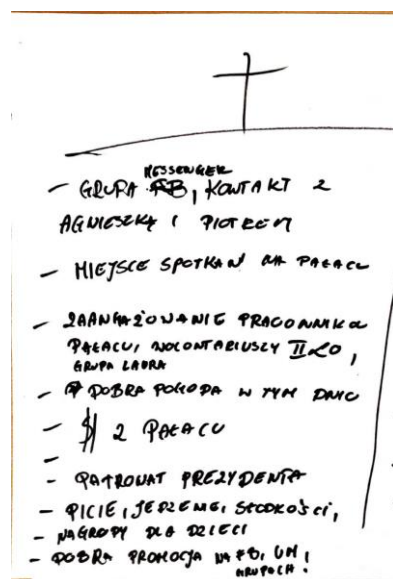 MESSENGER
- GRUPA FB, KONTAKT Z
AGNIESZKĄ I PIOTREM
- MIEJSCE SPOTKAŃ NA PAŁACU
- ZAANGAŻOWANIE PRACOWNIKÓW
PAŁACU, WOLONTARIUSZY II LO,
GRUPA LAURA
- DOBRA POGODA W TYM DNIU
- $ Z PAŁACU
-
- PATRONAT PREZYDENTA
- PICIE, JEDZENIE, SŁODKOŚCI,
- NAGRODY DLA DZIECI
- DOBRA PROMOCJA NA FB, UM,
GRUPACH.